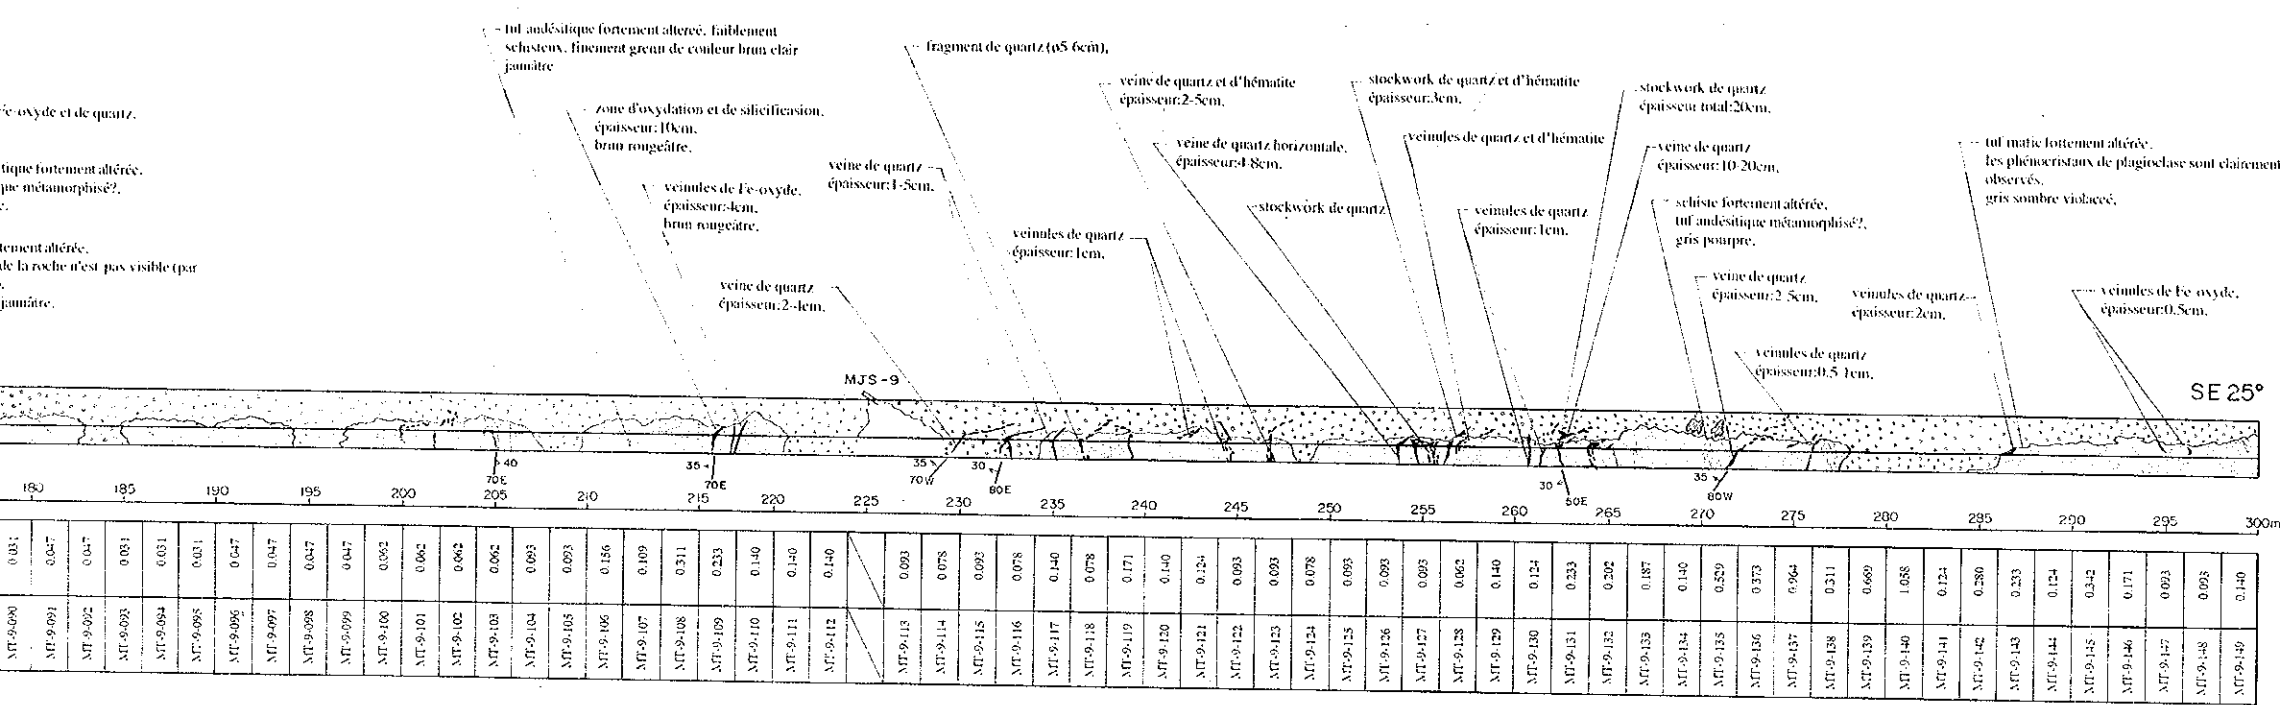 Fe-oxyde et de quartz.
tique fortement altérée.
que métamorphisé?.
e.
tement altérée.
de la roche n'est pas visible (par
jaunâtre.
tuf andésitique fortement altereé. faiblement
schisteux. finement grenu de couleur brun clair
jaunâtre
zone d'oxydation et de silicificasion.
épaisseur:10cm.
brun rougeâtre.
veinules de Fe-oxyde.
épaisseur:4cm.
brun rougeâtre.
veine de quartz
épaisseur:2-4cm.
veine de quartz
épaisseur:1-5cm.
fragment de quartz (ø5 6cm).
veinules de quartz
épaisseur:1cm.
veine de quartz et d'hématite
épaisseur:2-5cm.
veine de quartz horizontale.
épaisseur:4-8cm.
stockwork de quartz
stockwork de quartz et d'hématite
épaisseur:3cm.
veinules de quartz et d'hématite
veinules de quartz
épaisseur:1cm.
stockwork de quartz
épaisseur total:20cm.
veine de quartz
épaisseur:10-20cm.
schiste fortement altérée.
tuf andésitique métamorphisé?.
gris pourpre.
veine de quartz
épaisseur:2 5cm.
veinules de quartz
épaisseur:0.5 1cm.
veinules de quartz
épaisseur:2cm.
tuf mafic fortement altérée.
les phénocristaux de plagioclase sont clairement
observés.
gris sombre violaceé.
veinules de Fe-oxyde.
épaisseur:0.5cm.
MJS-9
SE 25°
40 35 35 30 30 35
70E 70E 70W 80E 50E 80W
180 185 190 195 200 205 210 215 220 225 230 235 240 245 250 255 260 265 270 275 280 285 290 295 300m
0.031 0.047 0.047 0.031 0.031 0.031 0.047 0.047 0.047 0.047 0.062 0.062 0.062 0.062 0.093 0.093 0.156 0.109 0.311 0.233 0.140 0.140 0.140 0.093 0.078 0.093 0.078 0.140 0.078 0.171 0.140 0.124 0.093 0.093 0.078 0.093 0.093 0.093 0.062 0.140 0.124 0.233 0.202 0.187 0.140 0.529 0.373 0.964 0.311 0.669 1.058 0.124 0.280 0.233 0.124 0.342 0.171 0.093 0.093 0.140
MT-9-090 MT-9-091 MT-9-092 MT-9-093 MT-9-094 MT-9-095 MT-9-096 MT-9-097 MT-9-098 MT-9-099 MT-9-100 MT-9-101 MT-9-102 MT-9-103 MT-9-104 MT-9-105 MT-9-106 MT-9-107 MT-9-108 MT-9-109 MT-9-110 MT-9-111 MT-9-112 MT-9-113 MT-9-114 MT-9-115 MT-9-116 MT-9-117 MT-9-118 MT-9-119 MT-9-120 MT-9-121 MT-9-122 MT-9-123 MT-9-124 MT-9-125 MT-9-126 MT-9-127 MT-9-128 MT-9-129 MT-9-130 MT-9-131 MT-9-132 MT-9-133 MT-9-134 MT-9-135 MT-9-136 MT-9-137 MT-9-138 MT-9-139 MT-9-140 MT-9-141 MT-9-142 MT-9-143 MT-9-144 MT-9-145 MT-9-146 MT-9-147 MT-9-148 MT-9-149